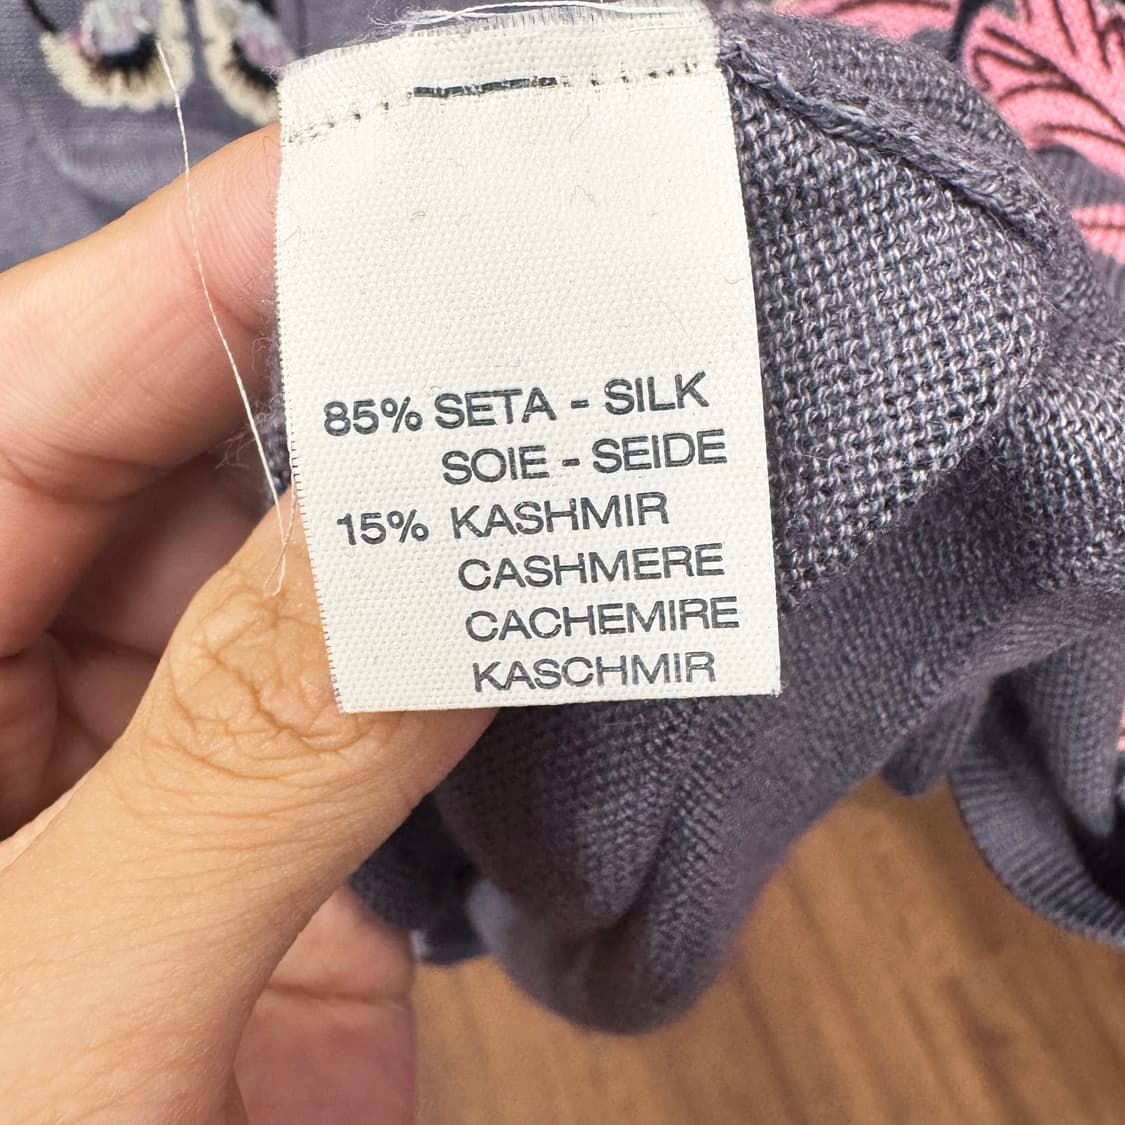 85% SETA - SILK
SOIE - SEIDE
15% KASHMIR
CASHMERE
CACHEMIRE
KASCHMIR